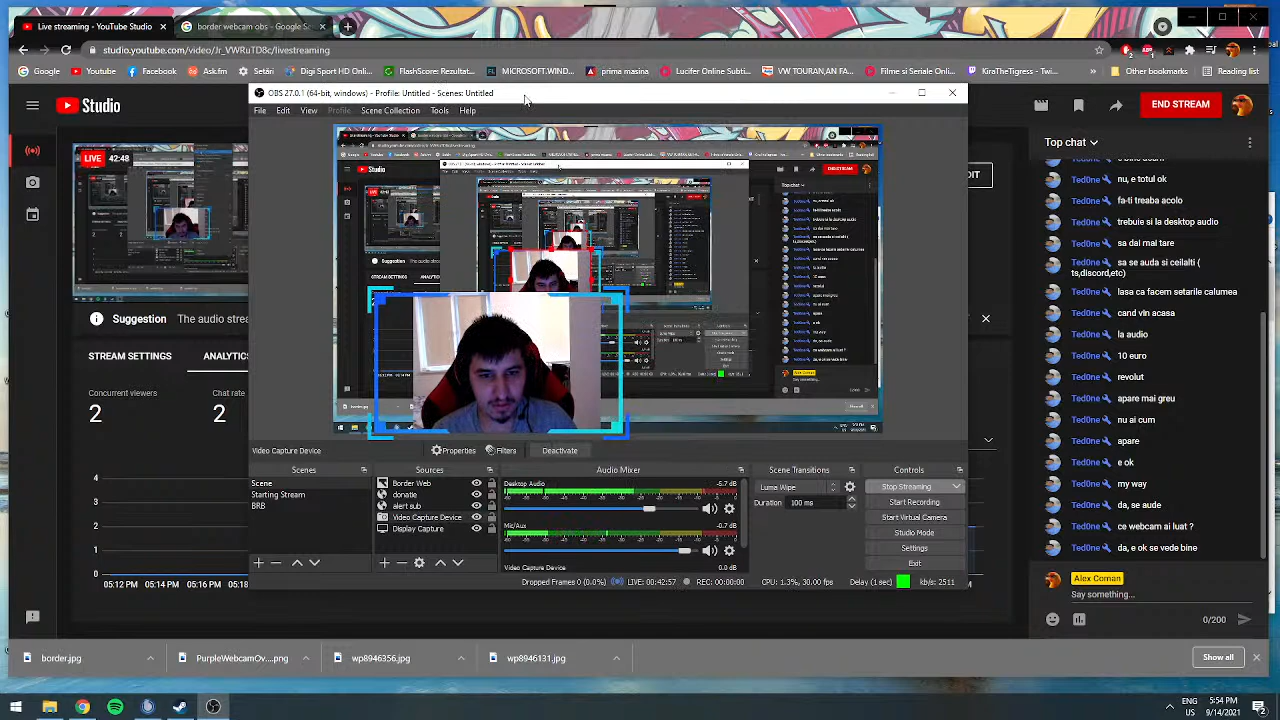 Live streaming - YouTube Studio
border webcam obs - Google Se
studio.youtube.com/video/Jr_VWRuTD8c/livestreaming
Google
Youtube
Facebook
Ask.fm
Setări
Digi Sport HD Onl...
FlashScore Rezultat...
MICROSOFT.WIND...
prima masina
Lucifer Online Subti...
VW TOURAN,AN FA...
Filme si Seriale Onli...
KiraTheTigress - Tw...
Other bookmarks
Reading list
Studio
END STREAM
OBS 27.0.1 (64-bit, windows) - Profile: Untitled - Scenes: Untitled
File Edit View Profile Scene Collection Tools Help
LIVE 42:48
EDIT
Top chat
nu, e totul ok
Ted0ne fa-ti treaba acolo
Ted0ne trebuie si la desktop audio
Ted0ne sa dai mai tare
Ted0ne sa se auda si ceilalti (
ts,discordetc)
Ted0ne lasa ca facem setarile calumea
Ted0ne cand vin acasa
Ted0ne la audio
Ted0ne 10 euro
Ted0ne revolut
Ted0ne apare mai greu
Ted0ne nu ai cum
Ted0ne apare
Ted0ne e ok
Ted0ne my way
Ted0ne da, se aude
Ted0ne ce webcam ai luat ?
Ted0ne da, e ok se vede bine
Alex Coman
Say something...
0/200
Suggestion The audio strea
ANALYTICS
Concurrent viewers
2
Chat rate
2
4
3
2
1
0
05:12 PM 05:14 PM 05:16 PM
Video Capture Device
Properties
Filters
Deactivate
Scenes
Scene
Starting Stream
BRB
Sources
Border Web
donatie
alert sub
Video Capture Device
Display Capture
Audio Mixer
Desktop Audio -5.7 dB
Mic/Aux -0.7 dB
Video Capture Device 0.0 dB
Scene Transitions
Luma Wipe
Duration 100 ms
Controls
Stop Streaming
Start Recording
Start Virtual Camera
Studio Mode
Settings
Exit
Dropped Frames 0 (0.0%)
LIVE: 00:42:57
REC: 00:00:00
CPU: 1.3%, 30.00 fps
Delay (1 sec)
kb/s: 2511
border.jpg
PurpleWebcamOv....png
wp8946356.jpg
wp8946131.jpg
Show all
ENG
US
5:54 PM
9/14/2021
2